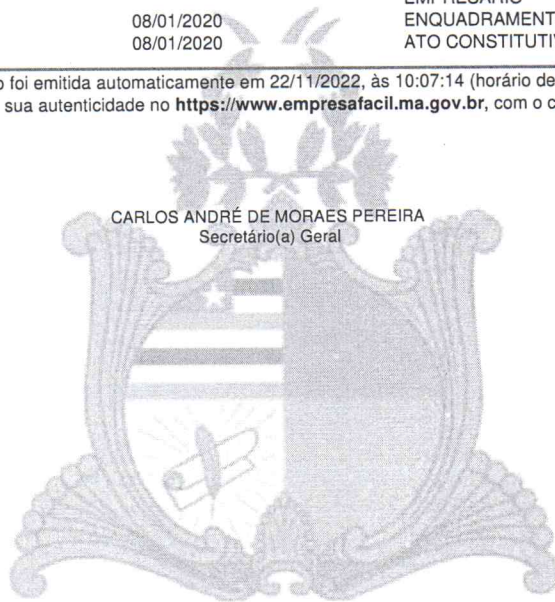 EMPRESÁRIO
08/01/2020 ENQUADRAMENT
08/01/2020 ATO CONSTITUTIV
o foi emitida automaticamente em 22/11/2022, às 10:07:14 (horário de
sua autenticidade no https://www.empresafacil.ma.gov.br, com o c
CARLOS ANDRÉ DE MORAES PEREIRA
Secretário(a) Geral